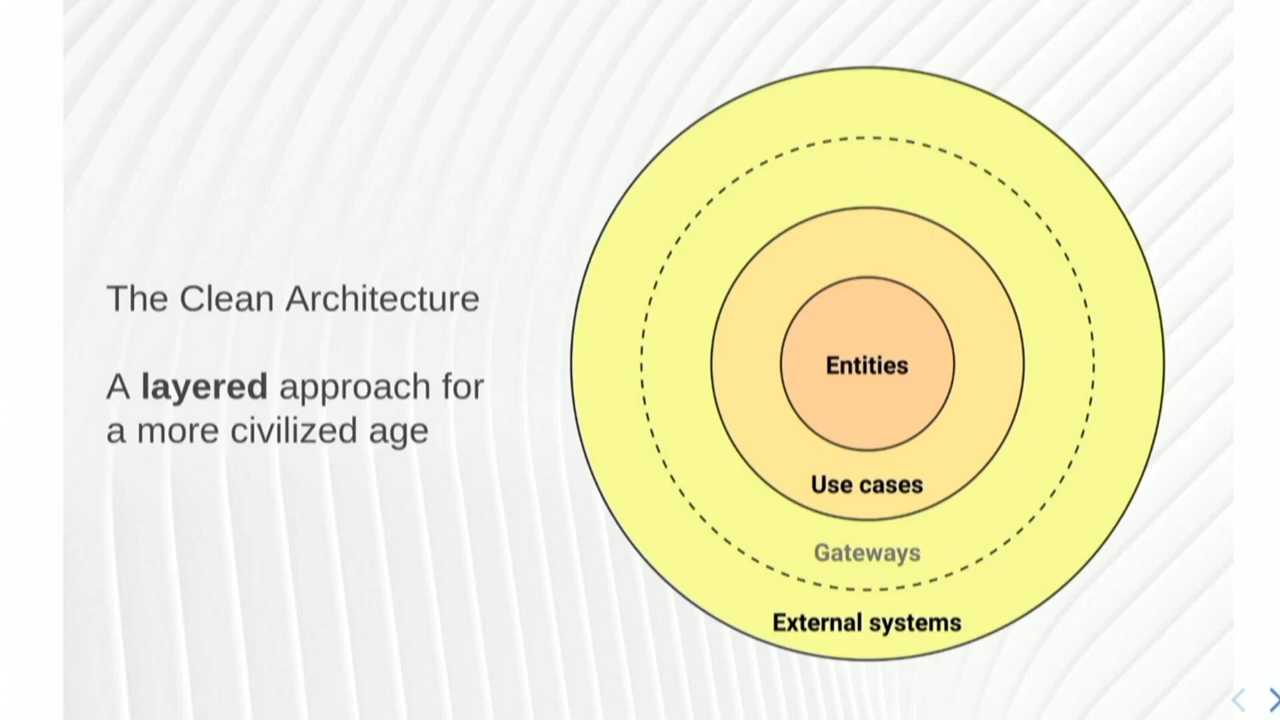 The Clean Architecture
A layered approach for
a more civilized age
Entities
Use cases
Gateways
External systems